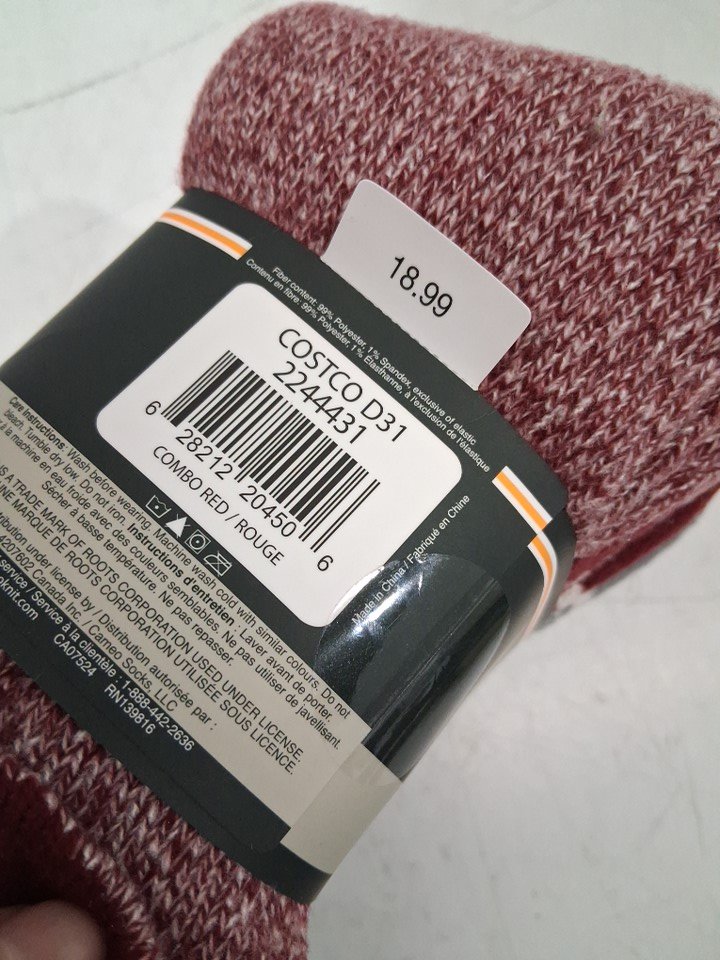 18.99
Fiber content: 99% Polyester, 1% Spandex, exclusive of elastic
Contenu en fibre: 99% Polyester, 1% Élasthanne, à l'exclusion de l'élastique
COSTCO D31
2244431
6 28212 20450 6
COMBO RED / ROUGE
Made in China / Fabriqué en Chine
Care instructions: Wash before wearing. Machine wash cold with similar colours. Do not
bleach. Tumble dry low. Do not iron. Instructions d'entretien : Laver avant de porter.
à la machine en eau froide avec des couleurs semblables. Ne pas utiliser de javellisant.
Sécher à basse température. Ne pas repasser.
IS A TRADE MARK OF ROOTS CORPORATION USED UNDER LICENSE.
UNE MARQUE DE ROOTS CORPORATION UTILISÉE SOUS LICENCE.
Distribution under license by / Distribution autorisée par :
427602 Canada Inc. / Cameo Socks, LLC
service / Service à la clientèle : 1-888-442-2636
oknit.com CA07524 RN139816